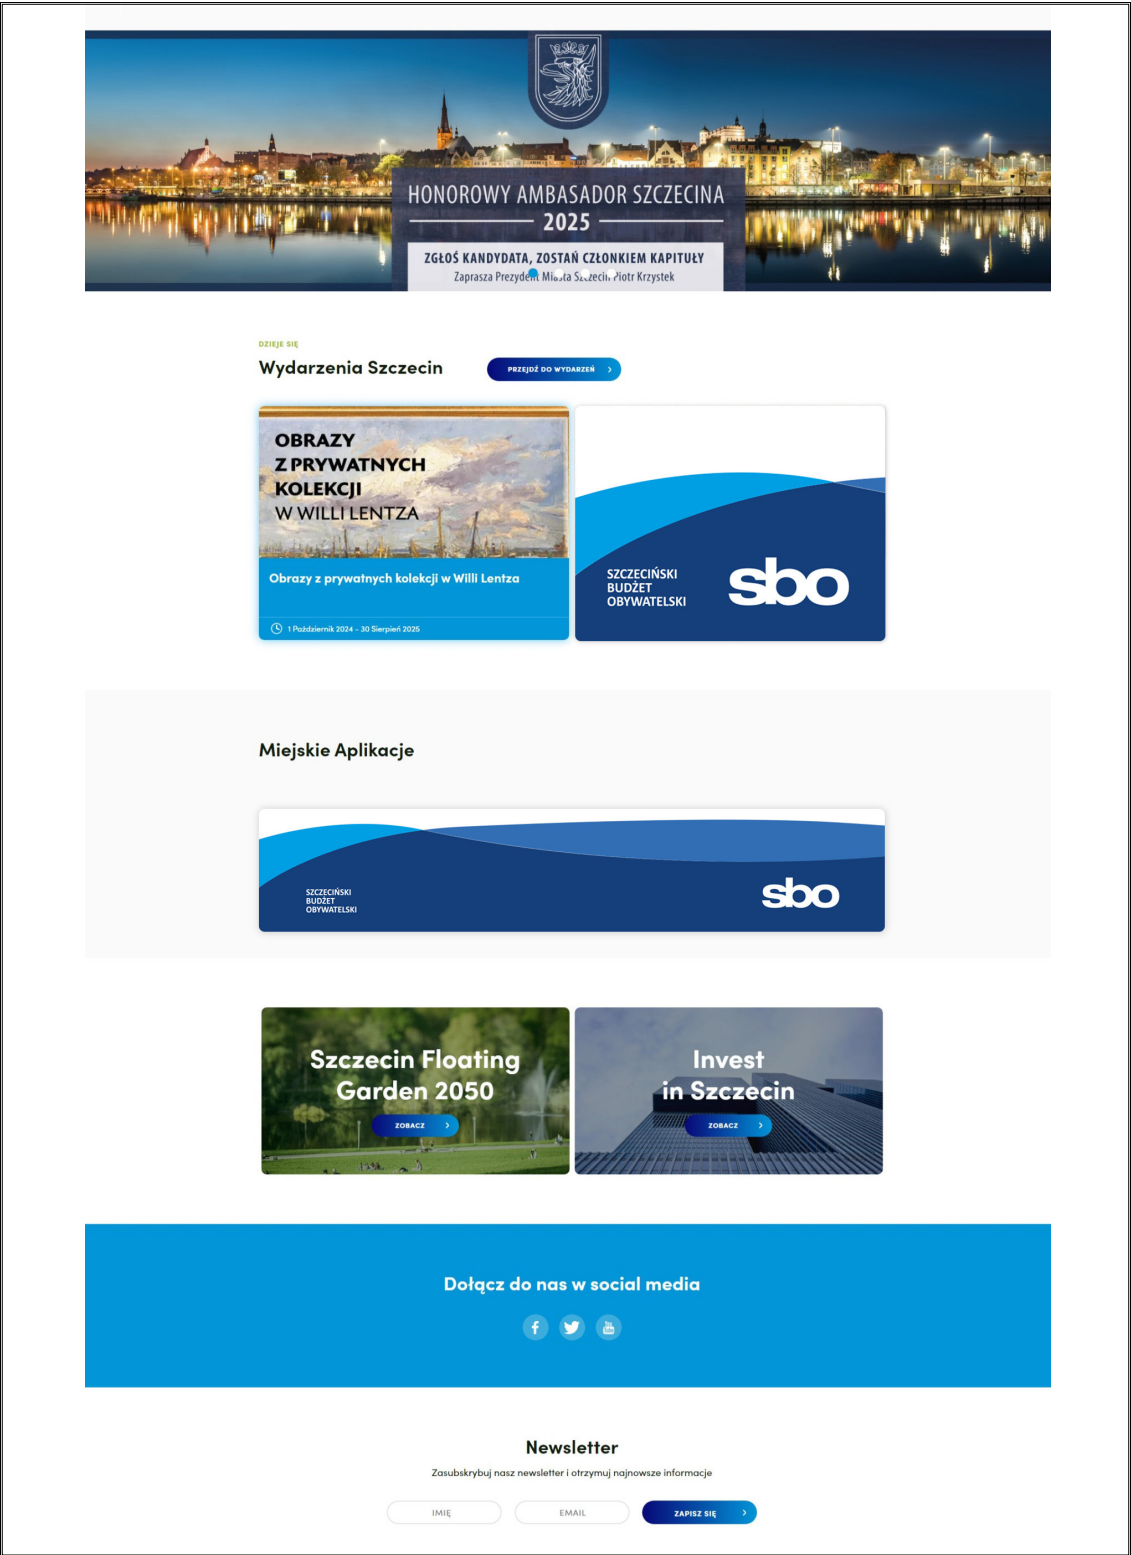 HONOROWY AMBASADOR SZCZECINA
2025
ZGŁOŚ KANDYDATA, ZOSTAŃ CZŁONKIEM KAPITUŁY
Zaprasza Prezydent Miasta Szczecin Piotr Krzystek
DZIEJE SIĘ
Wydarzenia Szczecin
PRZEJDŹ DO WYDARZEŃ
OBRAZY
Z PRYWATNYCH
KOLEKCJI
W WILLI LENTZA
Obrazy z prywatnych kolekcji w Willi Lentza
1 Październik 2024 - 30 Sierpień 2025
SZCZECIŃSKI
BUDŻET
OBYWATELSKI
sbo
Miejskie Aplikacje
SZCZECIŃSKI
BUDŻET
OBYWATELSKI
sbo
Szczecin Floating
Garden 2050
ZOBACZ
Invest
in Szczecin
ZOBACZ
Dołącz do nas w social media
Newsletter
Zasubskrybuj nasz newsletter i otrzymuj najnowsze informacje
IMIĘ
EMAIL
ZAPISZ SIĘ